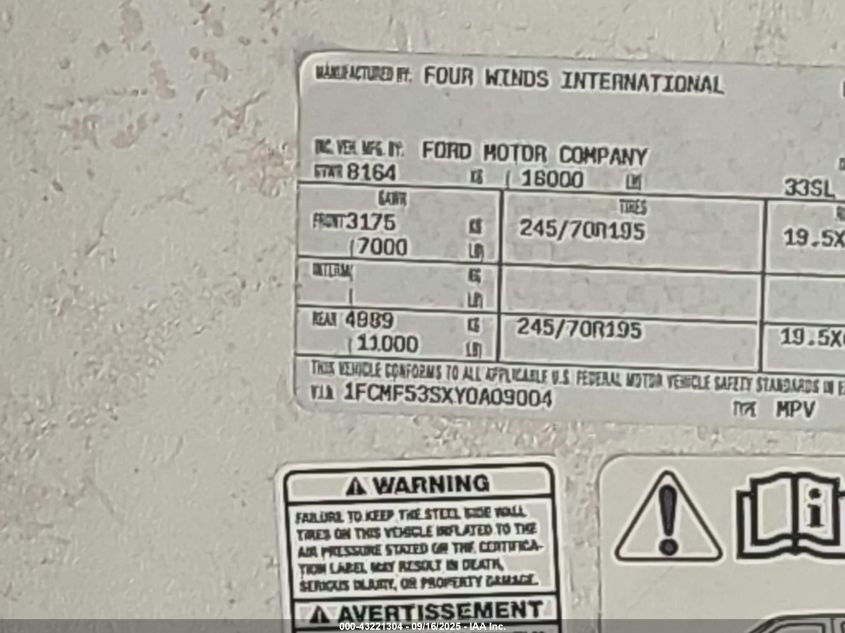 MANUFACTURED BY: FOUR WINDS INTERNATIONAL
INC. VEH. MFG. BY: FORD MOTOR COMPANY
GVWR 8164 KG ( 18000 LB) 33SL
GAWR TIRES
FRONT 3175 KG 245/70R195 19.5X
(7000 LB)
INTERM KG
( LB)
REAR 4989 KG 245/70R195 19.5X
(11000 LB)
THIS VEHICLE CONFORMS TO ALL APPLICABLE U.S. FEDERAL MOTOR VEHICLE SAFETY STANDARDS IN E
V.I.N. 1FCMF53SXY0A09004 TYPE MPV
⚠ WARNING
FAILURE TO KEEP THE STEEL SIDE WALL
TIRES ON THIS VEHICLE INFLATED TO THE
AIR PRESSURE STATED ON THE CERTIFICA-
TION LABEL MAY RESULT IN DEATH,
SERIOUS INJURY, OR PROPERTY DAMAGE.
⚠ AVERTISSEMENT
000-43221304 - 09/16/2025 - IAA Inc.